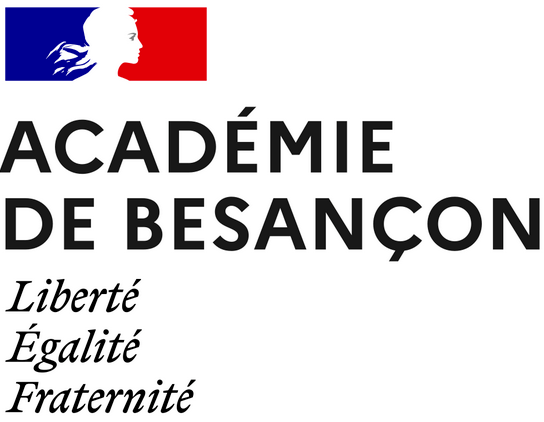 ACADÉMIE
DE BESANÇON
Liberté
Égalité
Fraternité